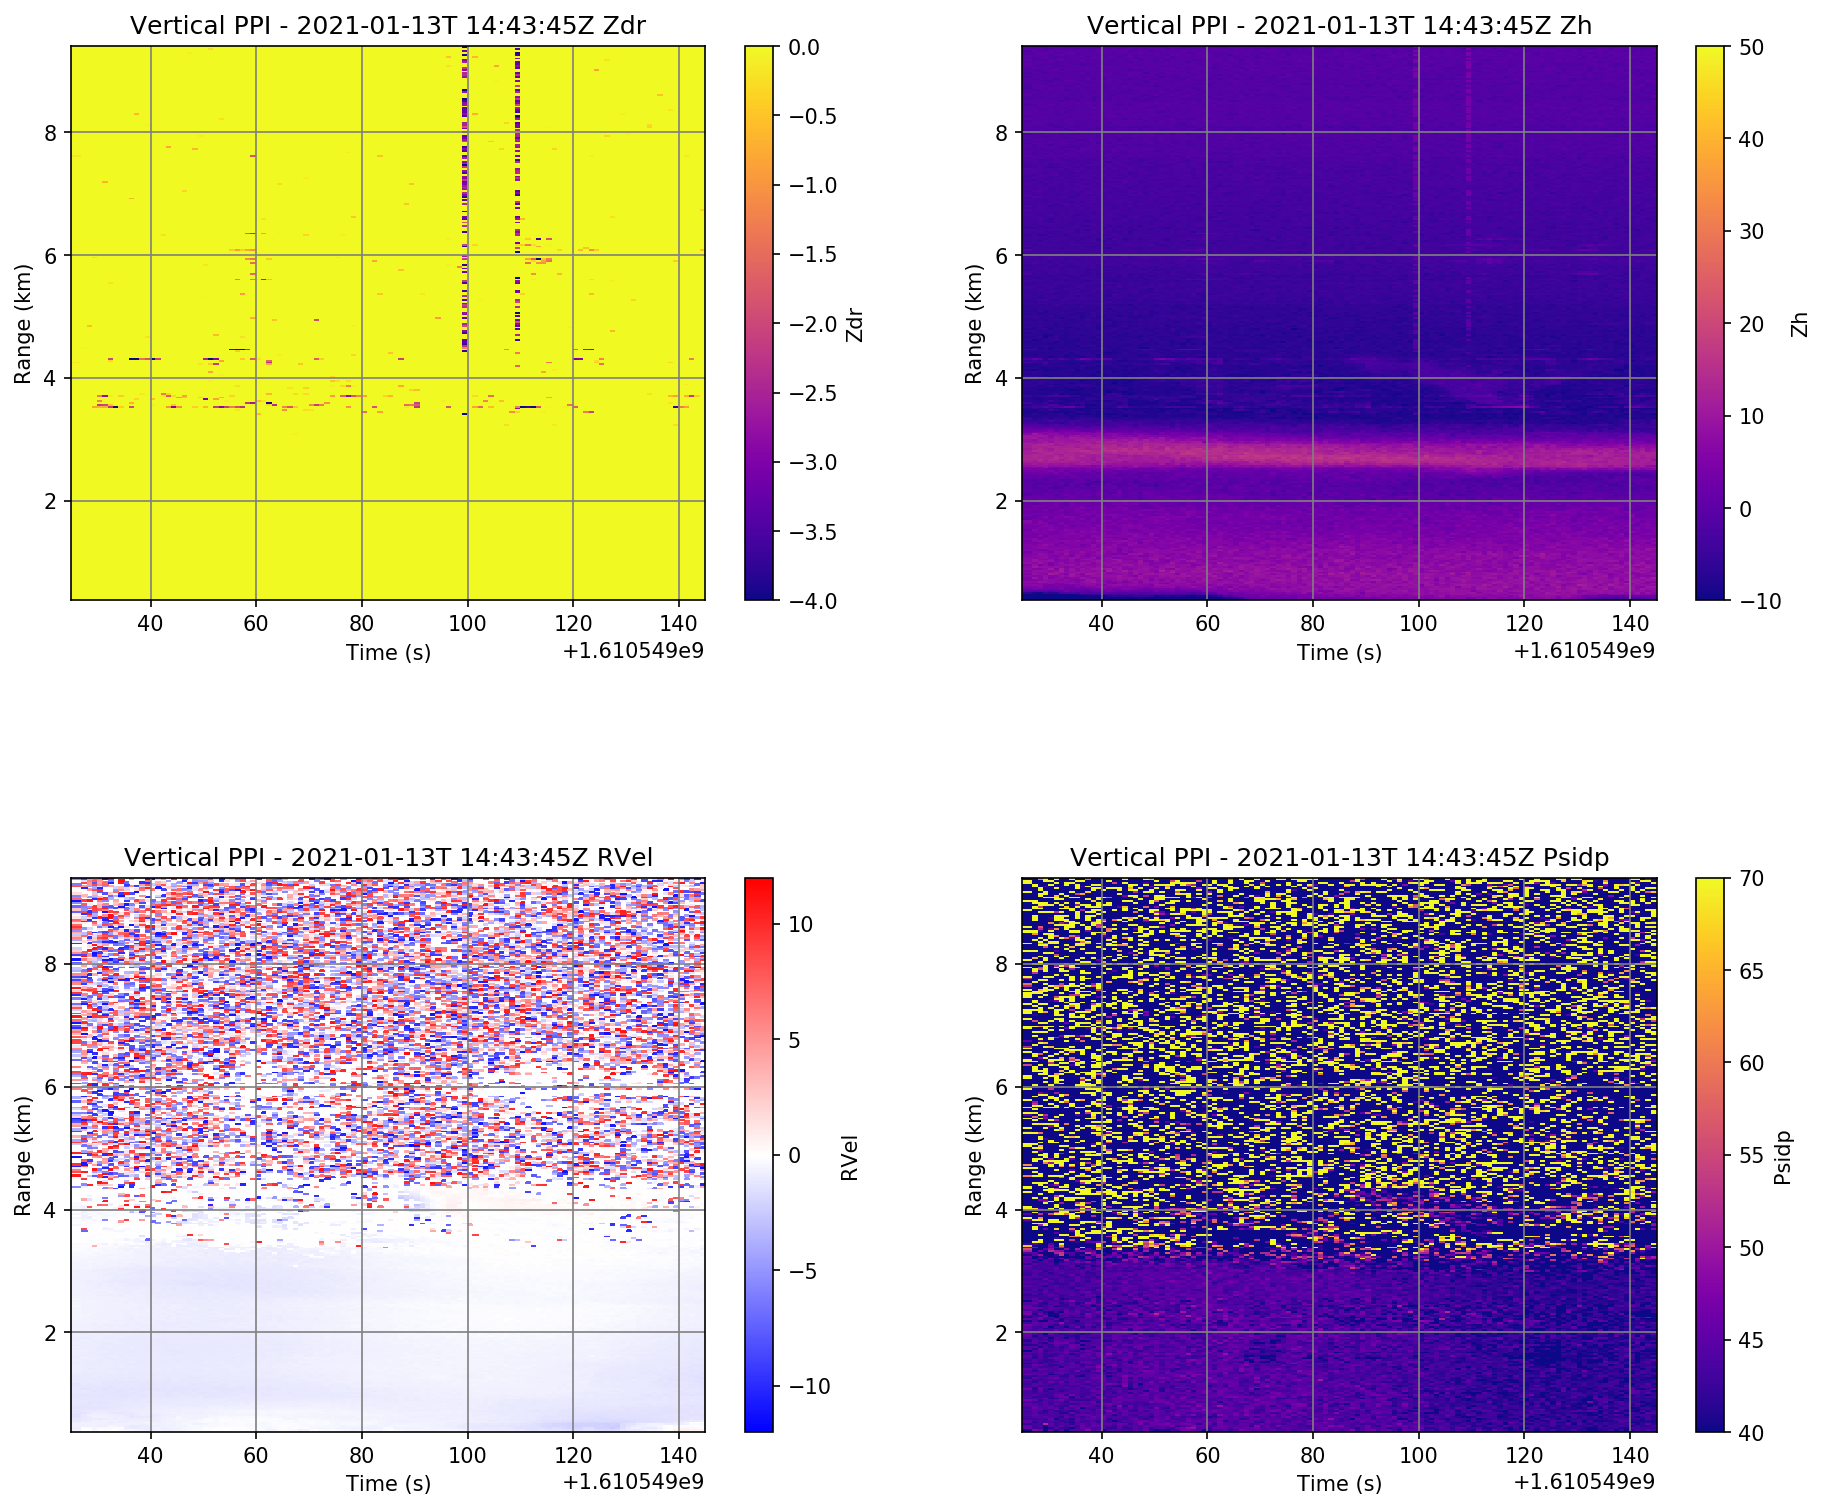 Vertical PPI - 2021-01-13T 14:43:45Z Zdr
Range (km)
8
6
4
2
40 60 80 100 120 140
Time (s)
+1.610549e9
0.0
−0.5
−1.0
−1.5
−2.0
−2.5
−3.0
−3.5
−4.0
Zdr
Vertical PPI - 2021-01-13T 14:43:45Z Zh
Range (km)
8
6
4
2
40 60 80 100 120 140
Time (s)
+1.610549e9
50
40
30
20
10
0
−10
Zh
Vertical PPI - 2021-01-13T 14:43:45Z RVel
Range (km)
8
6
4
2
40 60 80 100 120 140
Time (s)
+1.610549e9
10
5
0
−5
−10
RVel
Vertical PPI - 2021-01-13T 14:43:45Z Psidp
Range (km)
8
6
4
2
40 60 80 100 120 140
Time (s)
+1.610549e9
70
65
60
55
50
45
40
Psidp